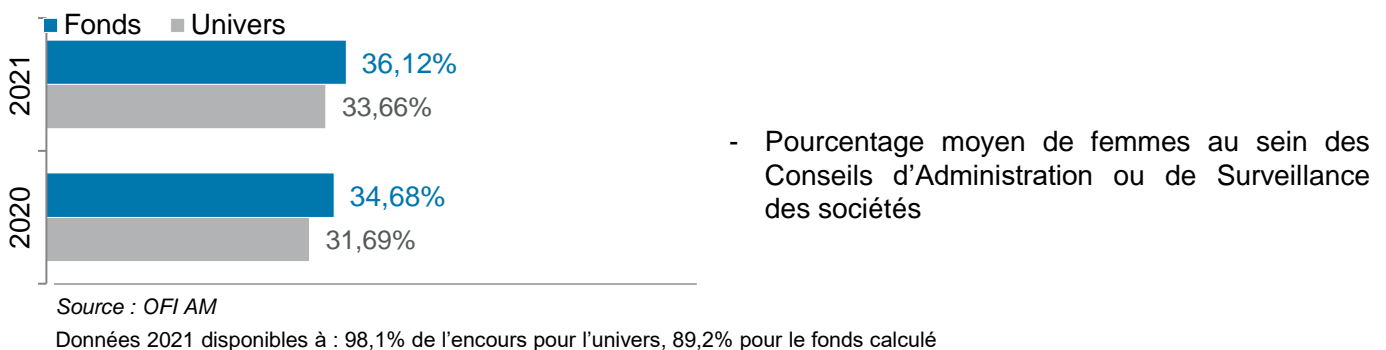 Fonds Univers
2021
36,12%
33,66%
2020
34,68%
31,69%
- Pourcentage moyen de femmes au sein des
Conseils d'Administration ou de Surveillance
des sociétés
Source : OFI AM
Données 2021 disponibles à : 98,1% de l'encours pour l'univers, 89,2% pour le fonds calculé